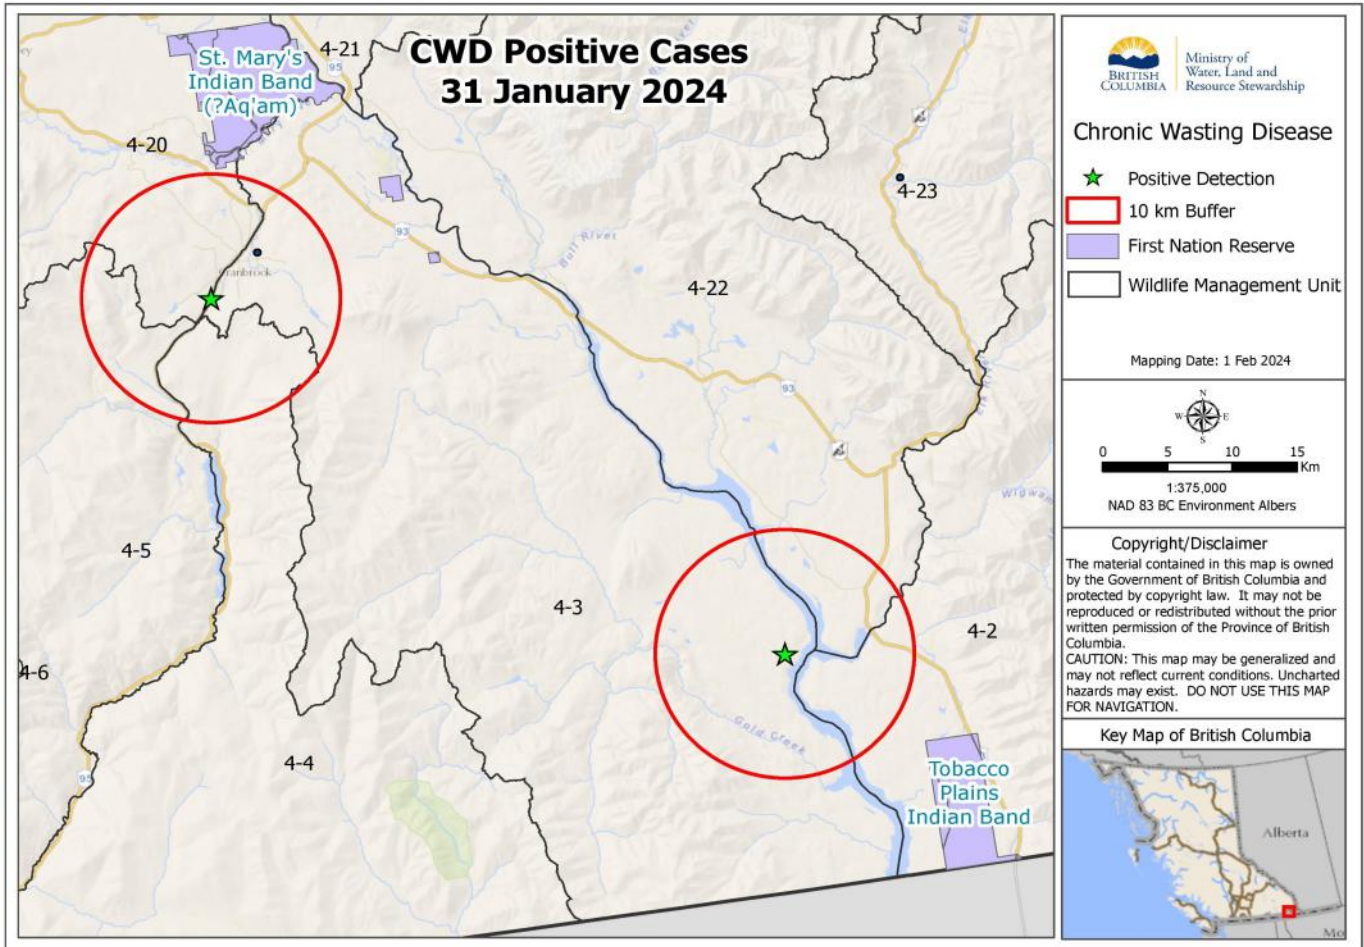 CWD Positive Cases
31 January 2024
St. Mary's
Indian Band
(?Aq'am)
4-21
95
4-20
4-23
93
Bull River
Cranbrook
4-22
93
Elk River
Wigwam
4-5
4-3
4-2
4-6
Gold Creek
4-4
95
Tobacco
Plains
Indian Band
BRITISH
COLUMBIA
Ministry of
Water, Land and
Resource Stewardship
Chronic Wasting Disease
Positive Detection
10 km Buffer
First Nation Reserve
Wildlife Management Unit
Mapping Date: 1 Feb 2024
N
W E
S
0 5 10 15
Km
1:375,000
NAD 83 BC Environment Albers
Copyright/Disclaimer
The material contained in this map is owned
by the Government of British Columbia and
protected by copyright law. It may not be
reproduced or redistributed without the prior
written permission of the Province of British
Columbia.
CAUTION: This map may be generalized and
may not reflect current conditions. Uncharted
hazards may exist. DO NOT USE THIS MAP
FOR NAVIGATION.
Key Map of British Columbia
Alberta
Mo